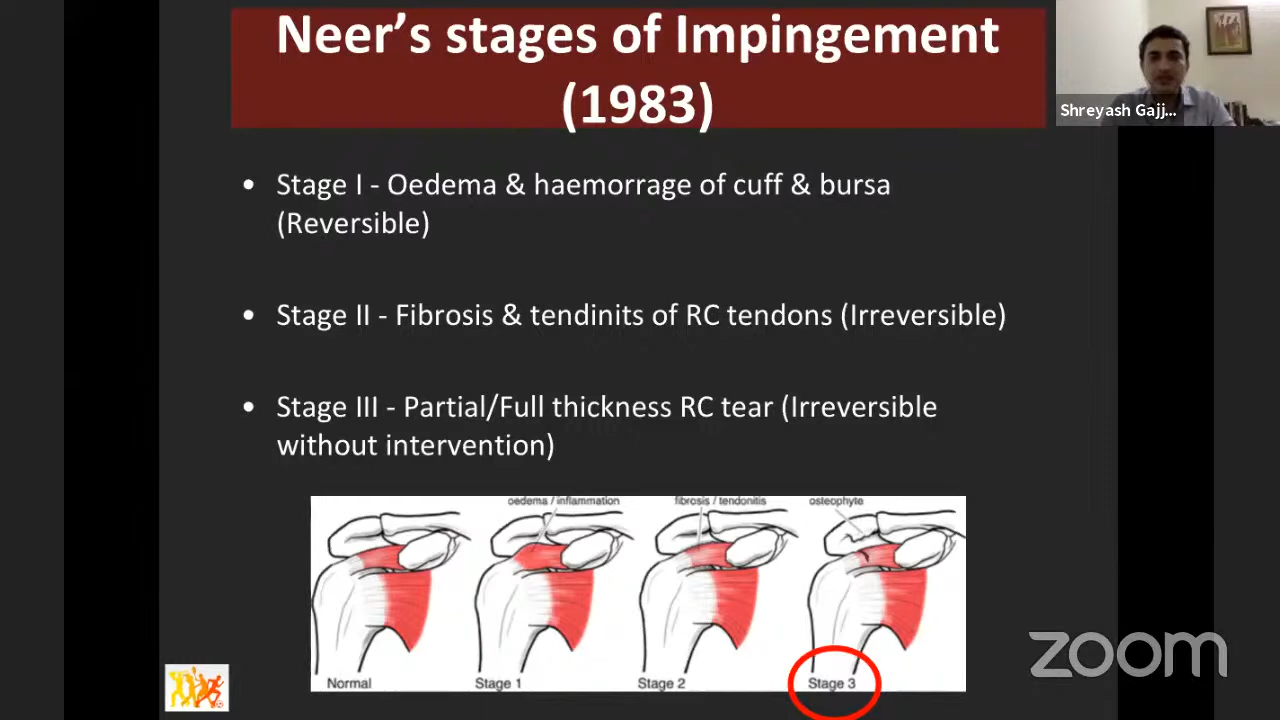 Neer’s stages of Impingement
(1983)
Shreyash Gajj...
• Stage I - Oedema & haemorrage of cuff & bursa
(Reversible)
• Stage II - Fibrosis & tendinits of RC tendons (Irreversible)
• Stage III - Partial/Full thickness RC tear (Irreversible
without intervention)
oedema / inflammation
fibrosis / tendonitis
osteophyte
Normal
Stage 1
Stage 2
Stage 3
zoom